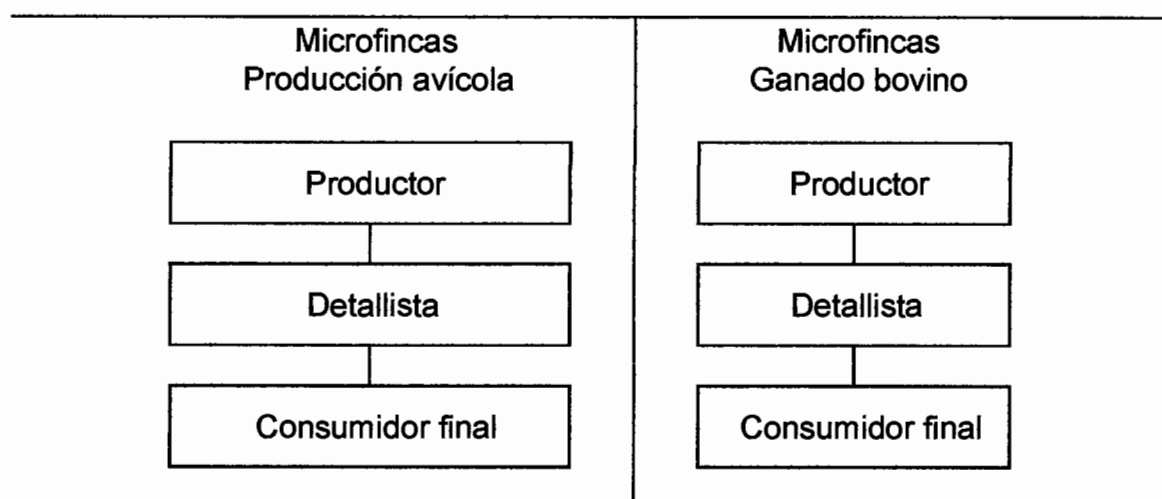 Microfincas
Producción avícola
Productor
Detallista
Consumidor final
Microfincas
Ganado bovino
Productor
Detallista
Consumidor final